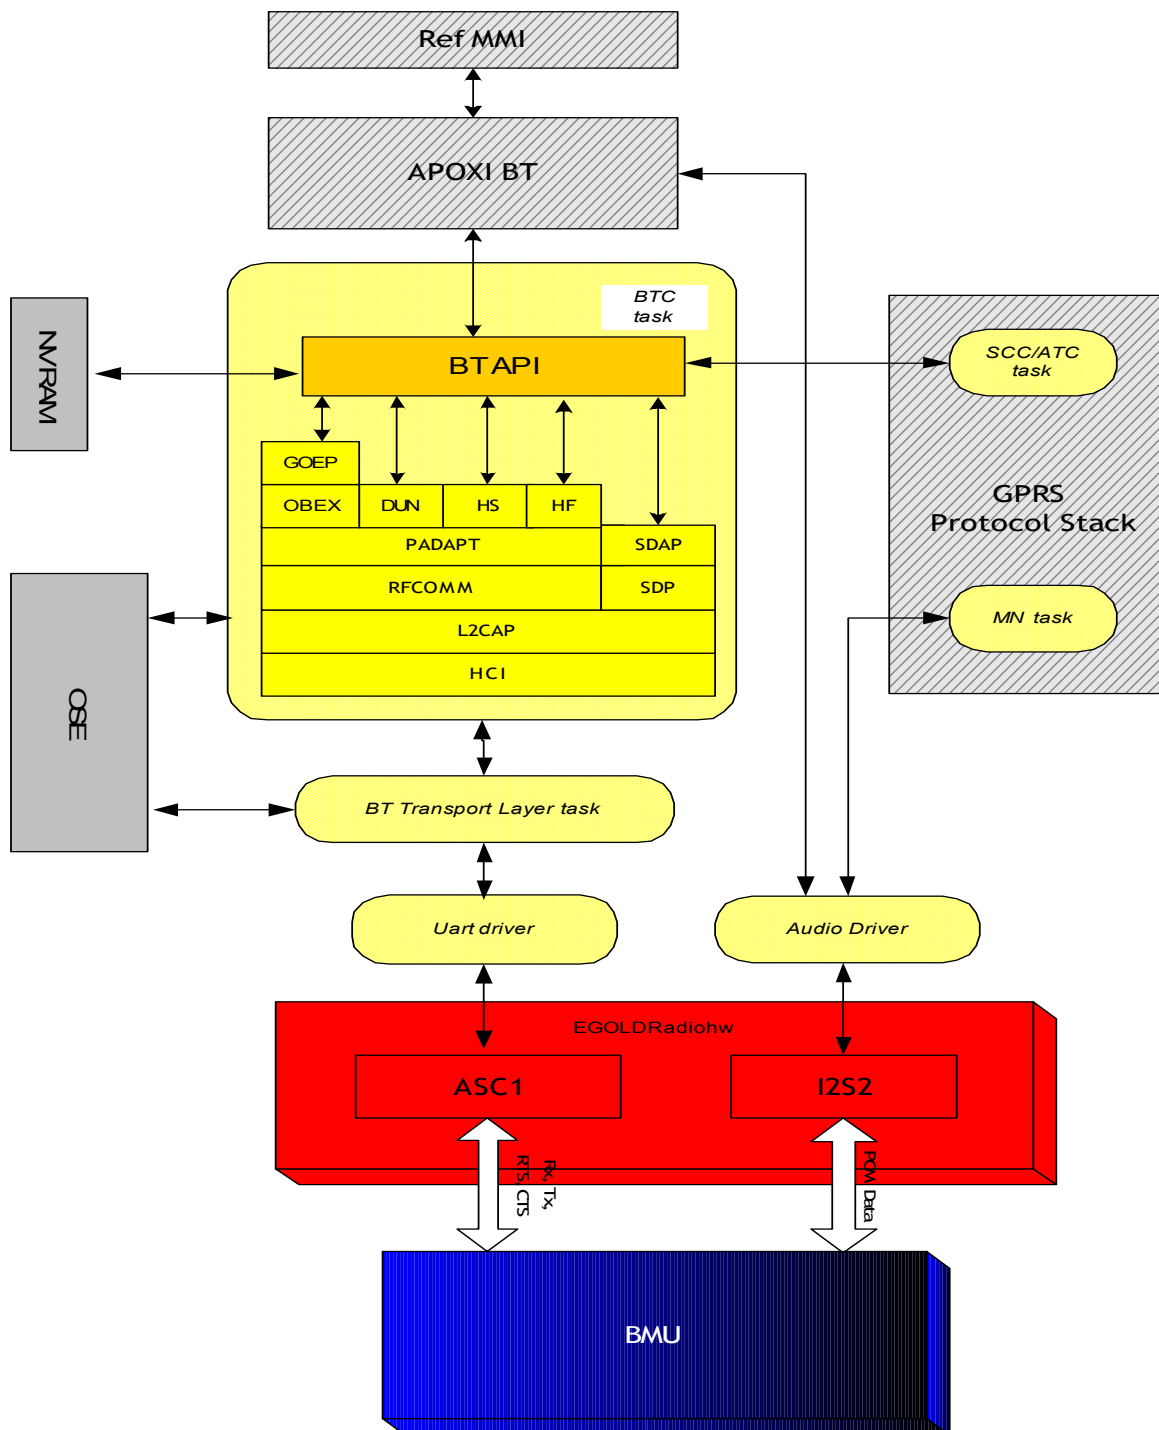 Ref MMI
APOXI BT
BTC
task
BT API
NVRAM
SCC/ATC
task
GOEP
OBEX
DUN
HS
HF
GPRS
Protocol Stack
PADAPT
SDAP
RFCOMM
SDP
L2CAP
HCI
MN task
OSE
BT Transport Layer task
Uart driver
Audio Driver
EGOLDRadiohw
ASC1
I2S2
Rx, Tx,
RTS, CTS
PCM Data
BMU